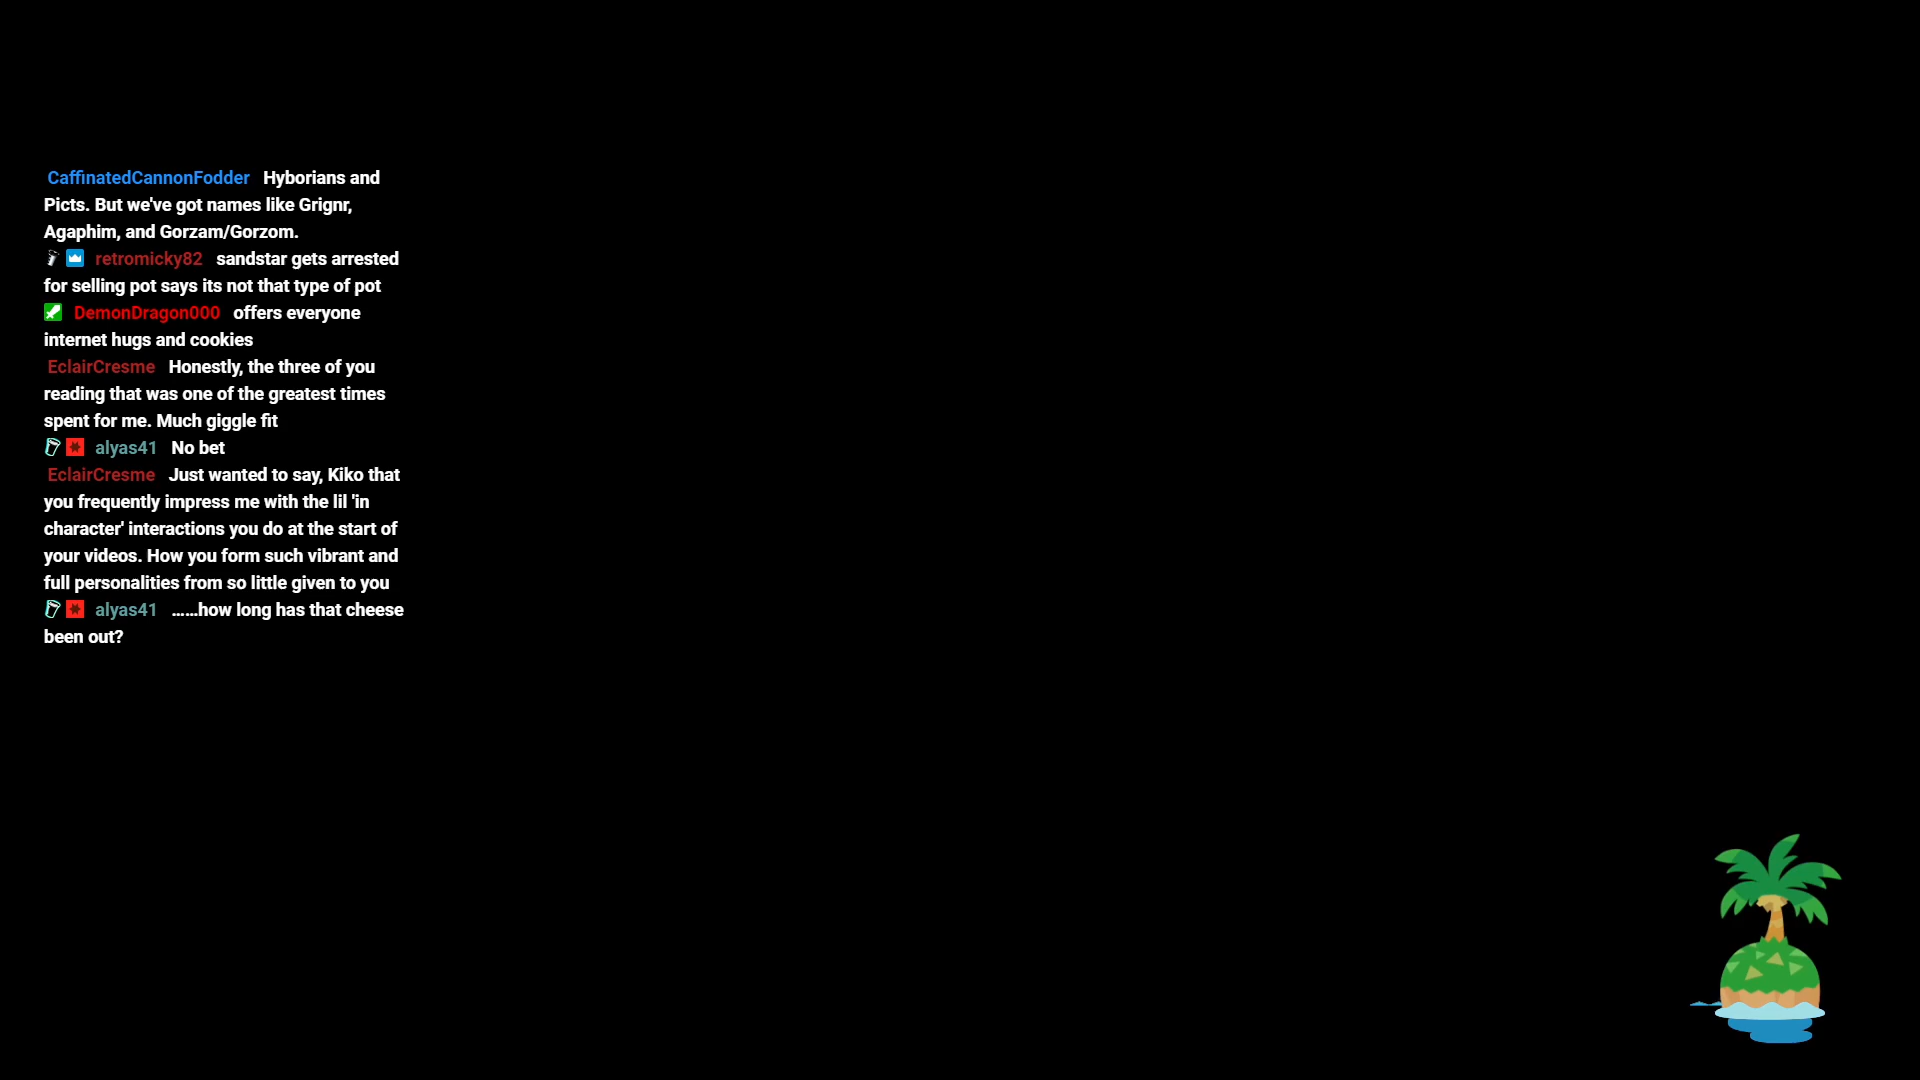 CaffinatedCannonFodder Hyborians and
Picts. But we've got names like Grignr,
Agaphim, and Gorzam/Gorzom.
retromicky82 sandstar gets arrested
for selling pot says its not that type of pot
DemonDragon000 offers everyone
internet hugs and cookies
EclairCresme Honestly, the three of you
reading that was one of the greatest times
spent for me. Much giggle fit
alyas41 No bet
EclairCresme Just wanted to say, Kiko that
you frequently impress me with the lil 'in
character' interactions you do at the start of
your videos. How you form such vibrant and
full personalities from so little given to you
alyas41 ......how long has that cheese
been out?